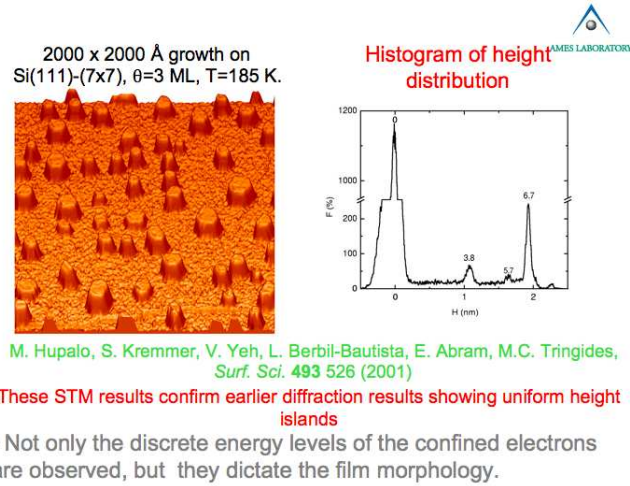 AMES LABORATORY
2000 x 2000 Å growth on
Si(111)-(7x7), θ=3 ML, T=185 K.
Histogram of height
distribution
1200
1000
200
100
0
F (%)
0
3.8
5.7
6.7
0
1
2
H (nm)
M. Hupalo, S. Kremmer, V. Yeh, L. Berbil-Bautista, E. Abram, M.C. Tringides,
Surf. Sci. 493 526 (2001)
These STM results confirm earlier diffraction results showing uniform height
islands
Not only the discrete energy levels of the confined electrons
are observed, but they dictate the film morphology.